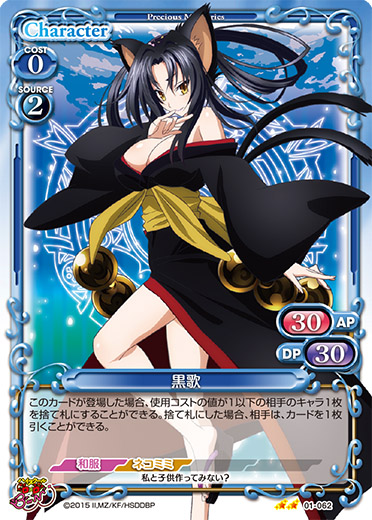 Precious Memories
Character
COST
0
SOURCE
2
30 AP
DP 30
黒歌
このカードが登場した場合、使用コストの値が1以下の相手のキャラ1枚
を捨て札にすることができる。捨て札にした場合、相手は、カードを1枚
引くことができる。
和服
ネコミミ
私と子供作ってみない?
©2015 II,MZ/KF/HSDDBP
01-062